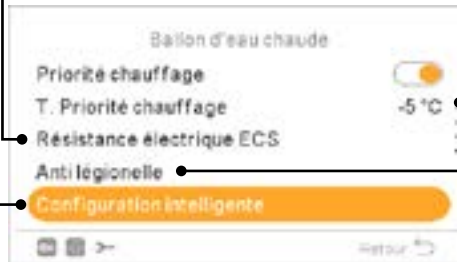 Ballon d'eau chaude
Priorité chauffage
T. Priorité chauffage -5 °C
Résistance électrique ECS
Anti légionelle
Configuration intelligente
Retour